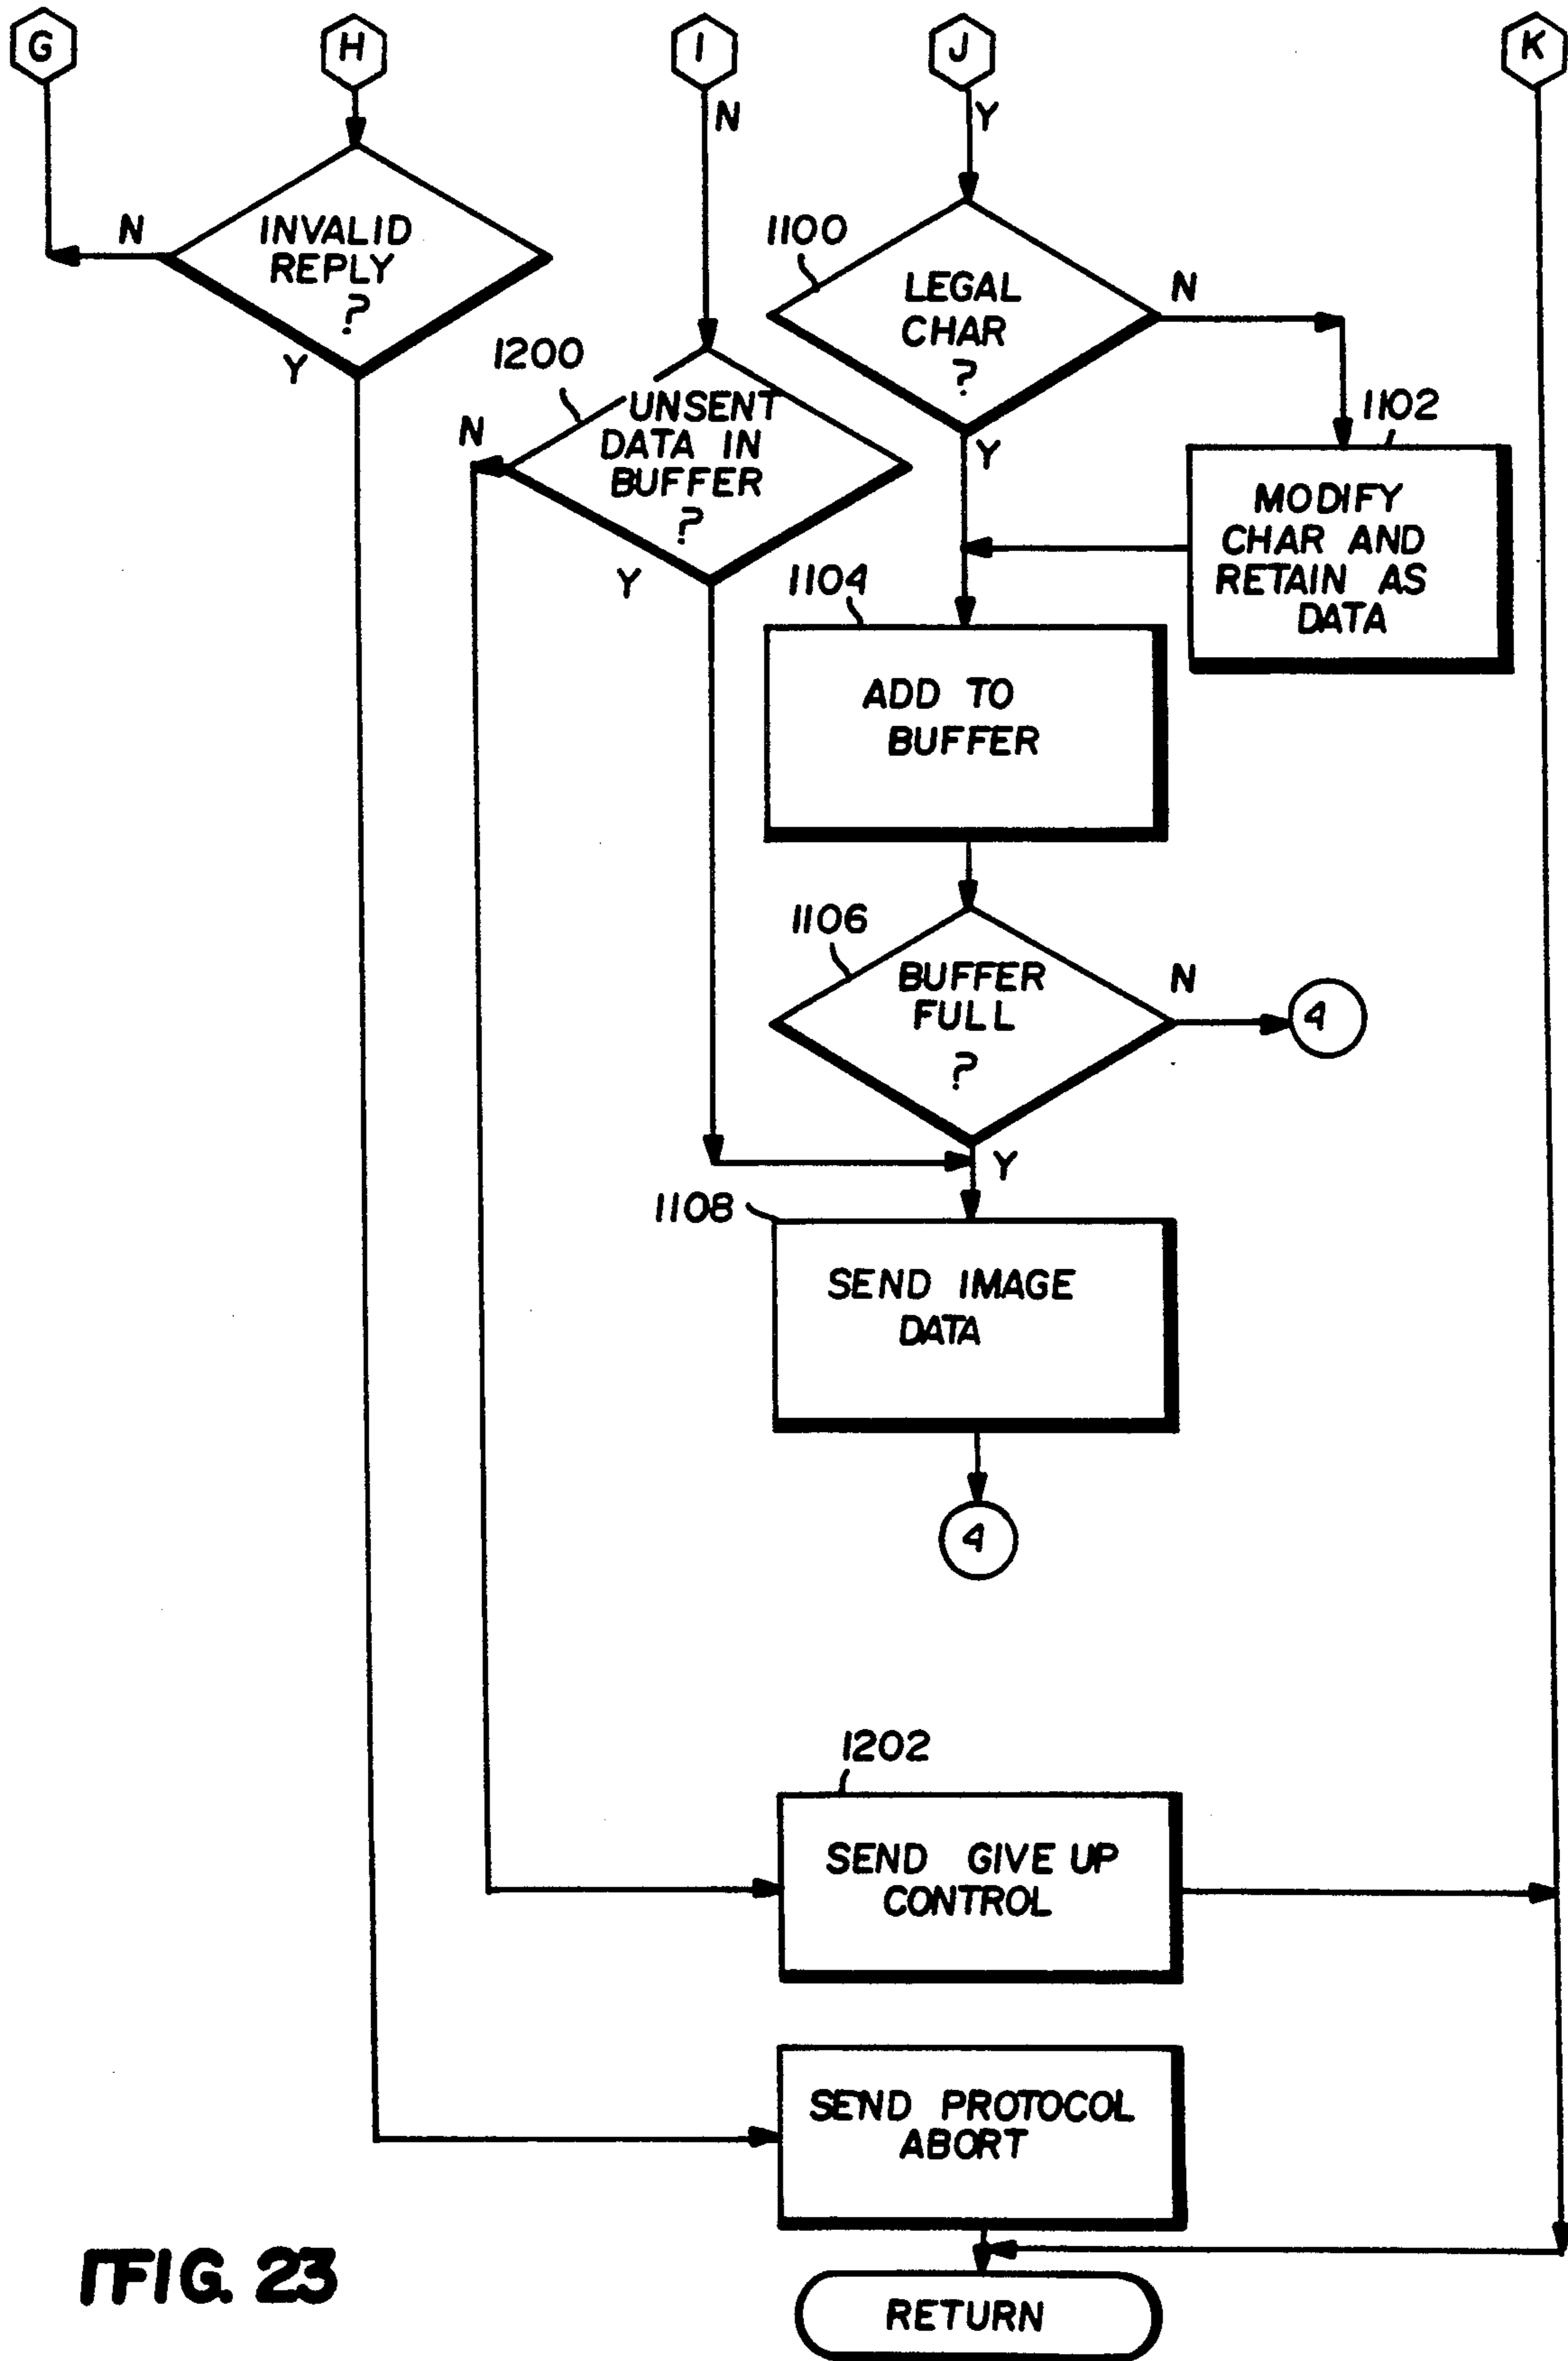 G
H
I
J
K
N
Y
INVALID
REPLY
?
N
Y
1100
LEGAL
CHAR
?
N
Y
1200
UNSENT
DATA IN
BUFFER
?
N
Y
1102
MODIFY
CHAR AND
RETAIN AS
DATA
1104
ADD TO
BUFFER
1106
BUFFER
FULL
?
N
4
Y
1108
SEND IMAGE
DATA
4
1202
SEND GIVE UP
CONTROL
SEND PROTOCOL
ABORT
RETURN
FIG. 23